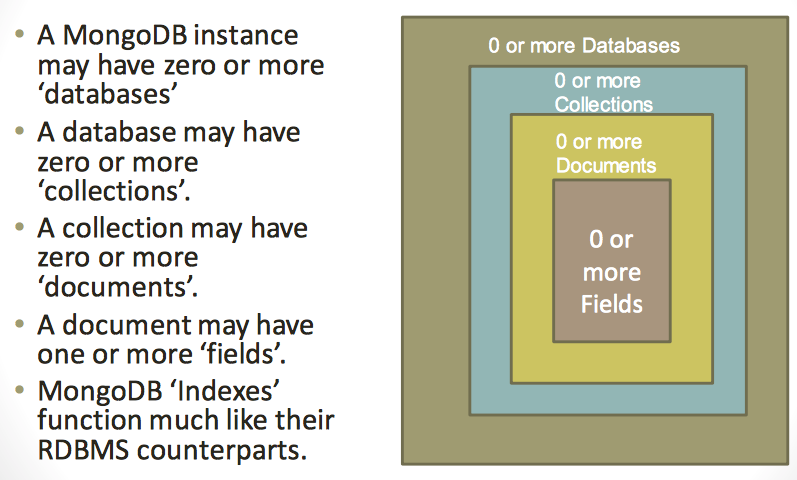 • A MongoDB instance
may have zero or more
‘databases’
• A database may have
zero or more
‘collections’.
• A collection may have
zero or more
‘documents’.
• A document may have
one or more ‘fields’.
• MongoDB ‘Indexes’
function much like their
RDBMS counterparts.
0 or more Databases
0 or more
Collections
0 or more
Documents
0 or
more
Fields